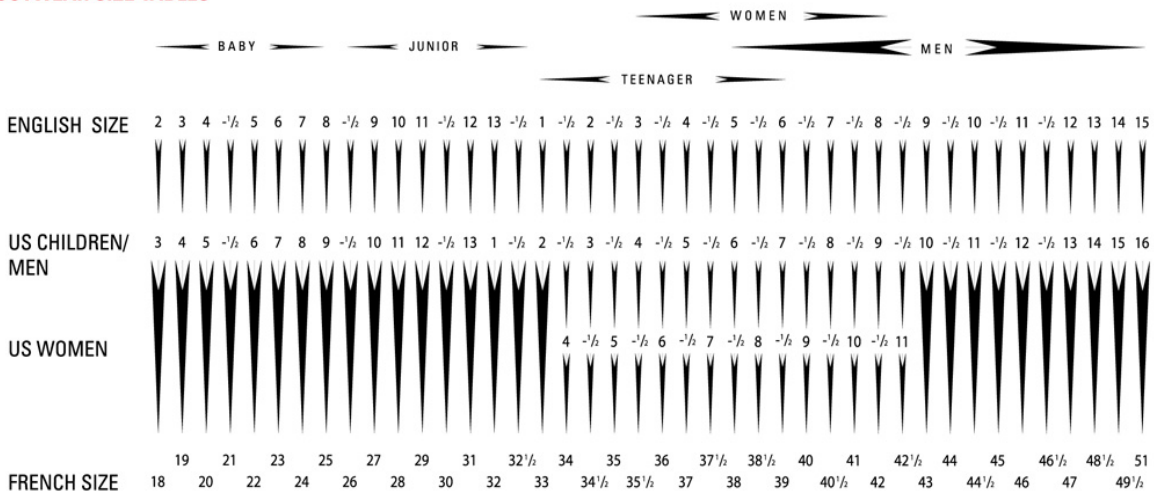 WOMEN
BABY JUNIOR MEN
TEENAGER
ENGLISH SIZE 2 3 4 -½ 5 6 7 8 -½ 9 10 11 -½ 12 13 -½ 1 -½ 2 -½ 3 -½ 4 -½ 5 -½ 6 -½ 7 -½ 8 -½ 9 -½ 10 -½ 11 -½ 12 13 14 15
US CHILDREN/ 3 4 5 -½ 6 7 8 9 -½ 10 11 12 -½ 13 1 -½ 2 -½ 3 -½ 4 -½ 5 -½ 6 -½ 7 -½ 8 -½ 9 -½ 10 -½ 11 -½ 12 -½ 13 14 15 16
MEN
US WOMEN 4 -½ 5 -½ 6 -½ 7 -½ 8 -½ 9 -½ 10 -½ 11
19 21 23 25 27 29 31 32½ 34 35 36 37½ 38½ 40 41 42½ 44 45 46½ 48½ 51
FRENCH SIZE 18 20 22 24 26 28 30 32 33 34½ 35½ 37 38 39 40½ 42 43 44½ 46 47 49½